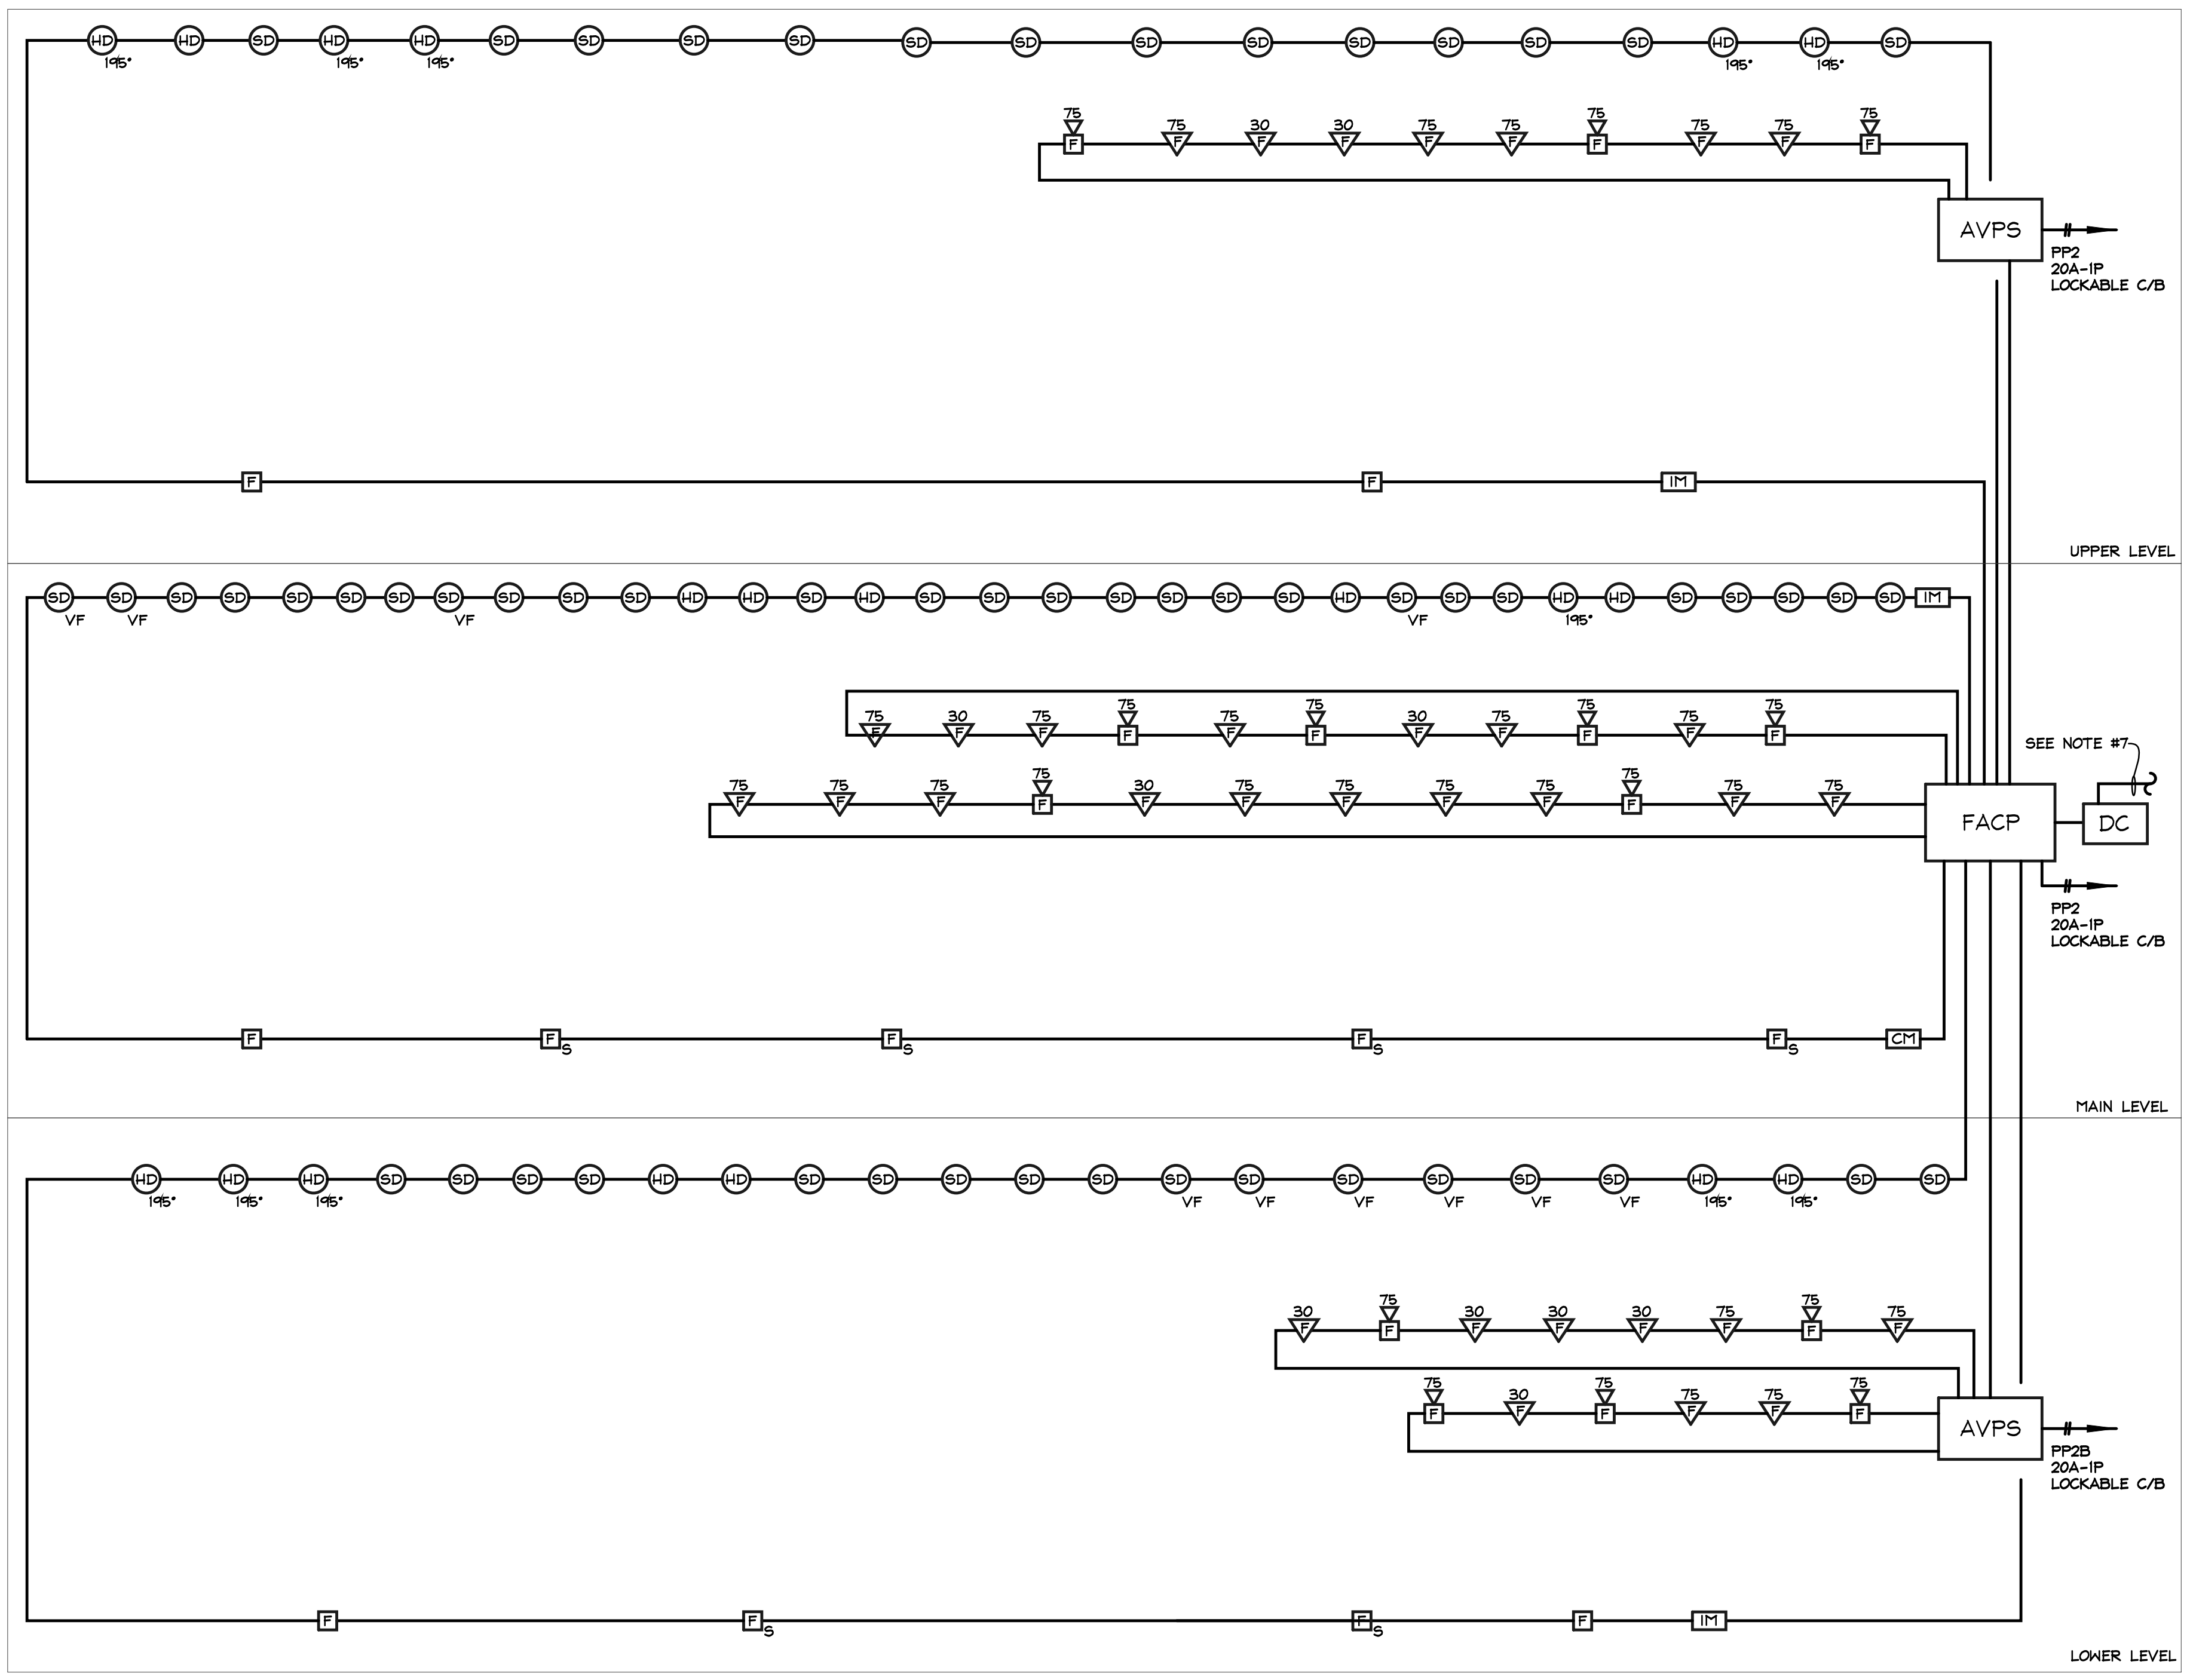 HD HD SD HD HD SD SD SD SD SD SD SD SD SD SD SD SD HD HD SD
195° 195° 195° 195° 195°
75 75 30 30 75 75 75 75 75 75
F F F F F F F F F F
AVPS
PP2
20A-1P
LOCKABLE C/B
F F IM
UPPER LEVEL
SD SD SD SD SD SD SD SD SD SD SD HD HD SD HD SD SD SD SD SD SD SD HD SD SD SD HD HD SD SD SD SD SD IM
VF VF VF VF 195°
75 30 75 75 75 75 30 75 75 75 75
F F F F F F F F F F F
SEE NOTE #7
75 75 75 75 30 75 75 75 75 75 75 75
F F F F F F F F F F F F
FACP DC
PP2
20A-1P
LOCKABLE C/B
F F F F F CM
S S S S
MAIN LEVEL
HD HD HD SD SD SD SD HD HD SD SD SD SD SD SD SD SD SD SD SD HD HD SD SD
195° 195° 195° VF VF VF VF VF VF 195° 195°
30 75 30 30 30 75 75 75
F F F F F F F F
75 30 75 75 75 75
F F F F F F
AVPS
PP2B
20A-1P
LOCKABLE C/B
F F F F IM
S S
LOWER LEVEL